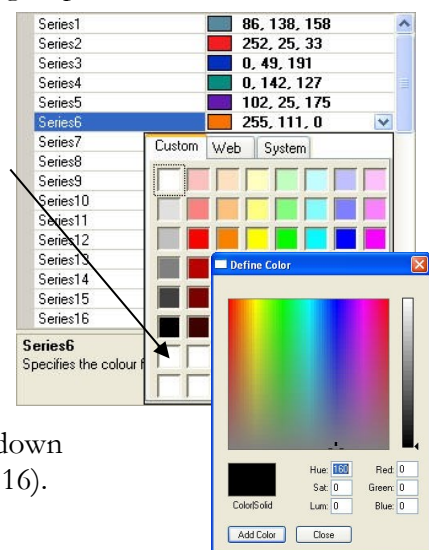 Series1 86, 138, 158
Series2 252, 25, 33
Series3 0, 49, 191
Series4 0, 142, 127
Series5 102, 25, 175
Series6 255, 111, 0
Series7
Custom Web System
Series8
Series9
Series10
Series11
Series12
Series13
Define Color
Series14
Series15
Series16
Series6
Specifies the colour f
down
16).
Hue: 160 Red: 0
Sat: 0 Green: 0
Color|Solid Lum: 0 Blue: 0
Add Color Close